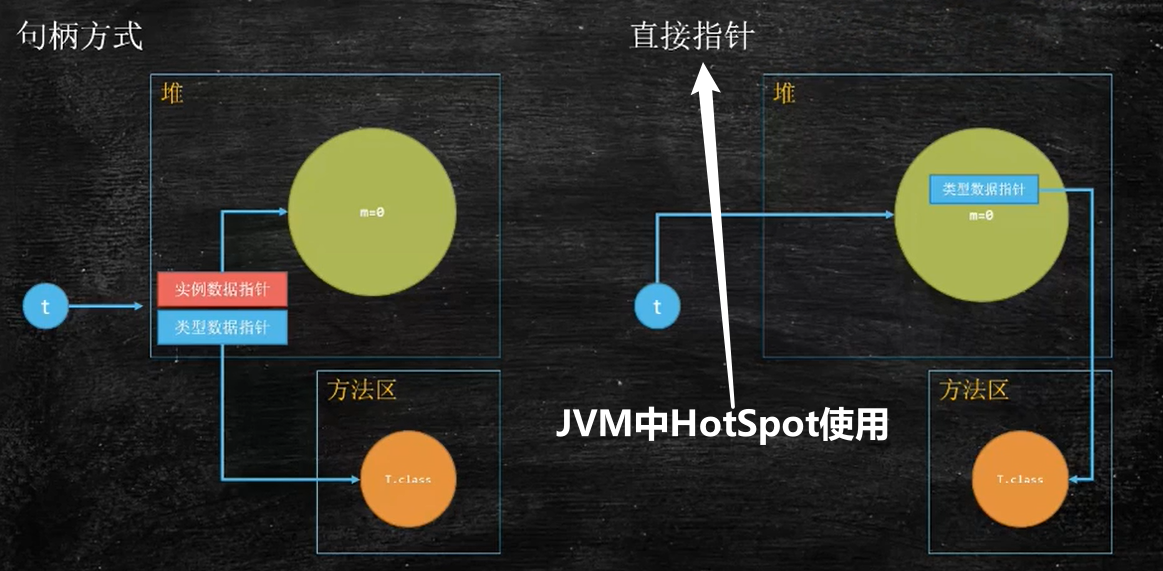 句柄方式
堆
m=0
实例数据指针
类型数据指针
t
方法区
T.class
直接指针
堆
类型数据指针
m=0
t
方法区
T.class
JVM中HotSpot使用